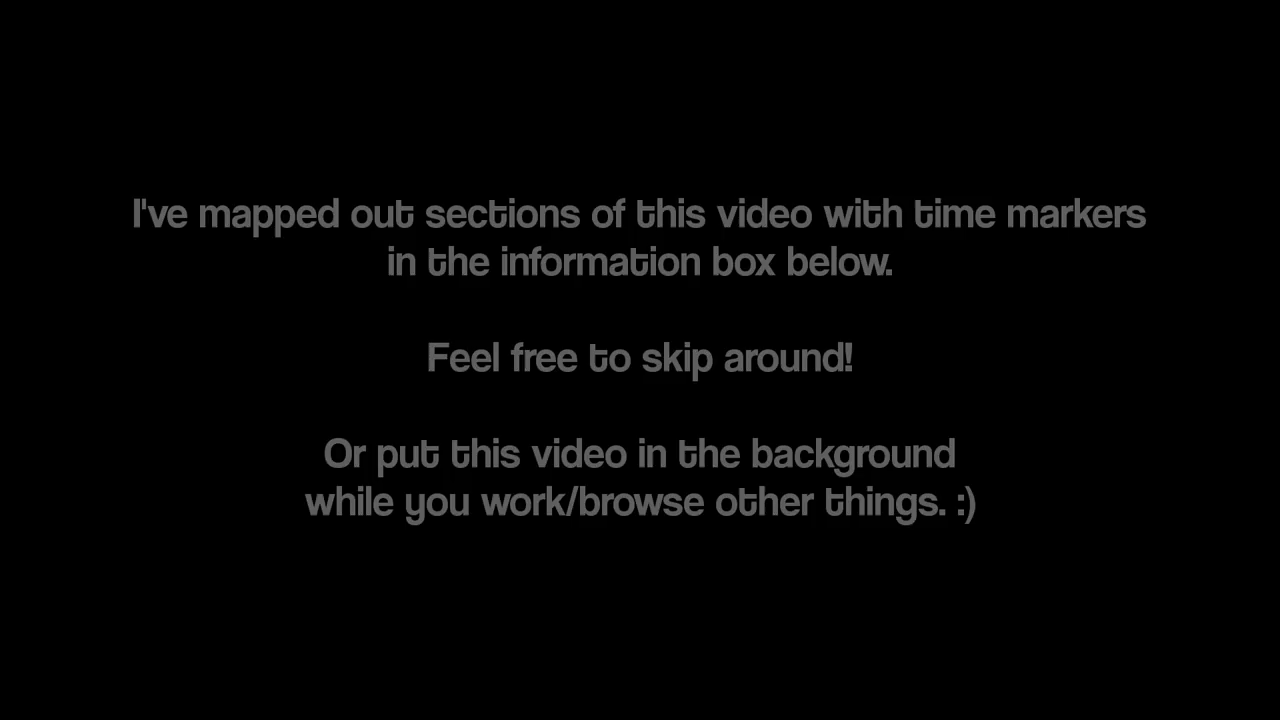 I've mapped out sections of this video with time markers
in the information box below.
Feel free to skip around!
Or put this video in the background
while you work/browse other things. :)